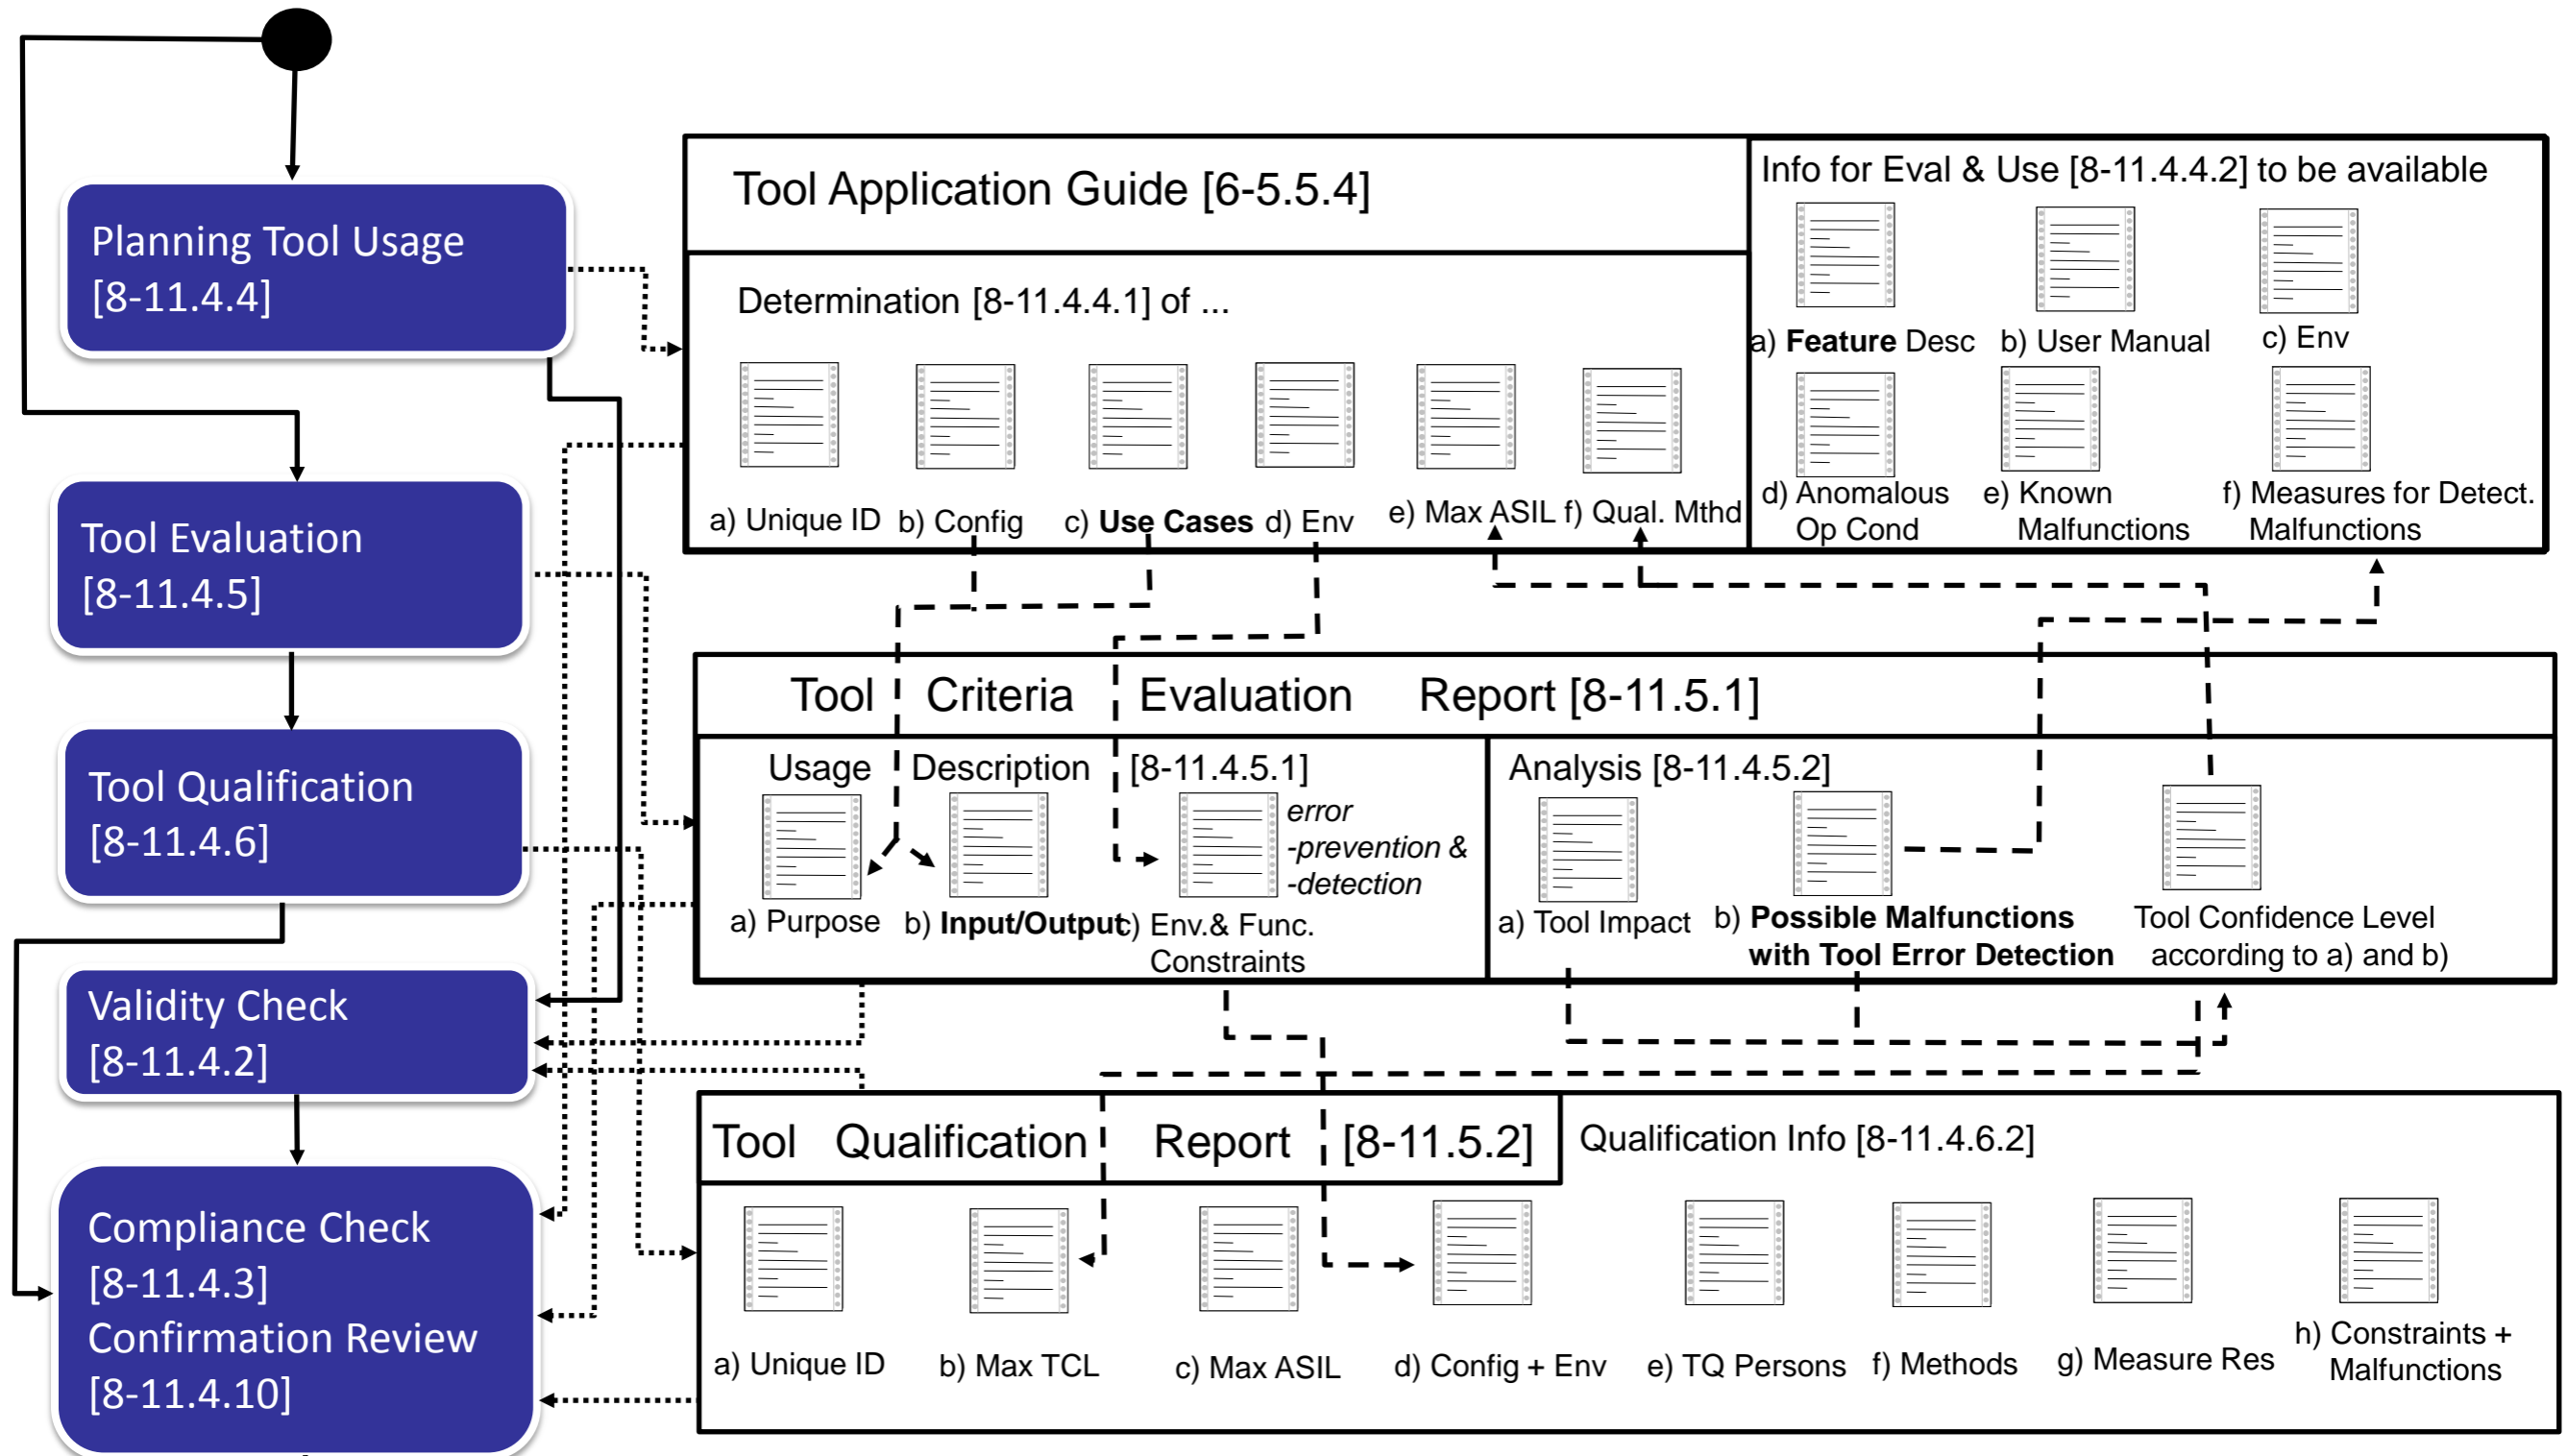 Planning Tool Usage
[8-11.4.4]
Tool Evaluation
[8-11.4.5]
Tool Qualification
[8-11.4.6]
Validity Check
[8-11.4.2]
Compliance Check
[8-11.4.3]
Confirmation Review
[8-11.4.10]
Tool Application Guide [6-5.5.4]
Determination [8-11.4.4.1] of ...
a) Unique ID
b) Config
c) Use Cases
d) Env
e) Max ASIL
f) Qual. Mthd
Info for Eval & Use [8-11.4.4.2] to be available
a) Feature Desc
b) User Manual
c) Env
d) Anomalous
Op Cond
e) Known
Malfunctions
f) Measures for Detect.
Malfunctions
Tool Criteria Evaluation Report [8-11.5.1]
Usage Description [8-11.4.5.1]
error
-prevention &
-detection
a) Purpose
b) Input/Output
c) Env.& Func.
Constraints
Analysis [8-11.4.5.2]
a) Tool Impact
b) Possible Malfunctions
with Tool Error Detection
Tool Confidence Level
according to a) and b)
Tool Qualification Report [8-11.5.2]
Qualification Info [8-11.4.6.2]
a) Unique ID
b) Max TCL
c) Max ASIL
d) Config + Env
e) TQ Persons
f) Methods
g) Measure Res
h) Constraints +
Malfunctions